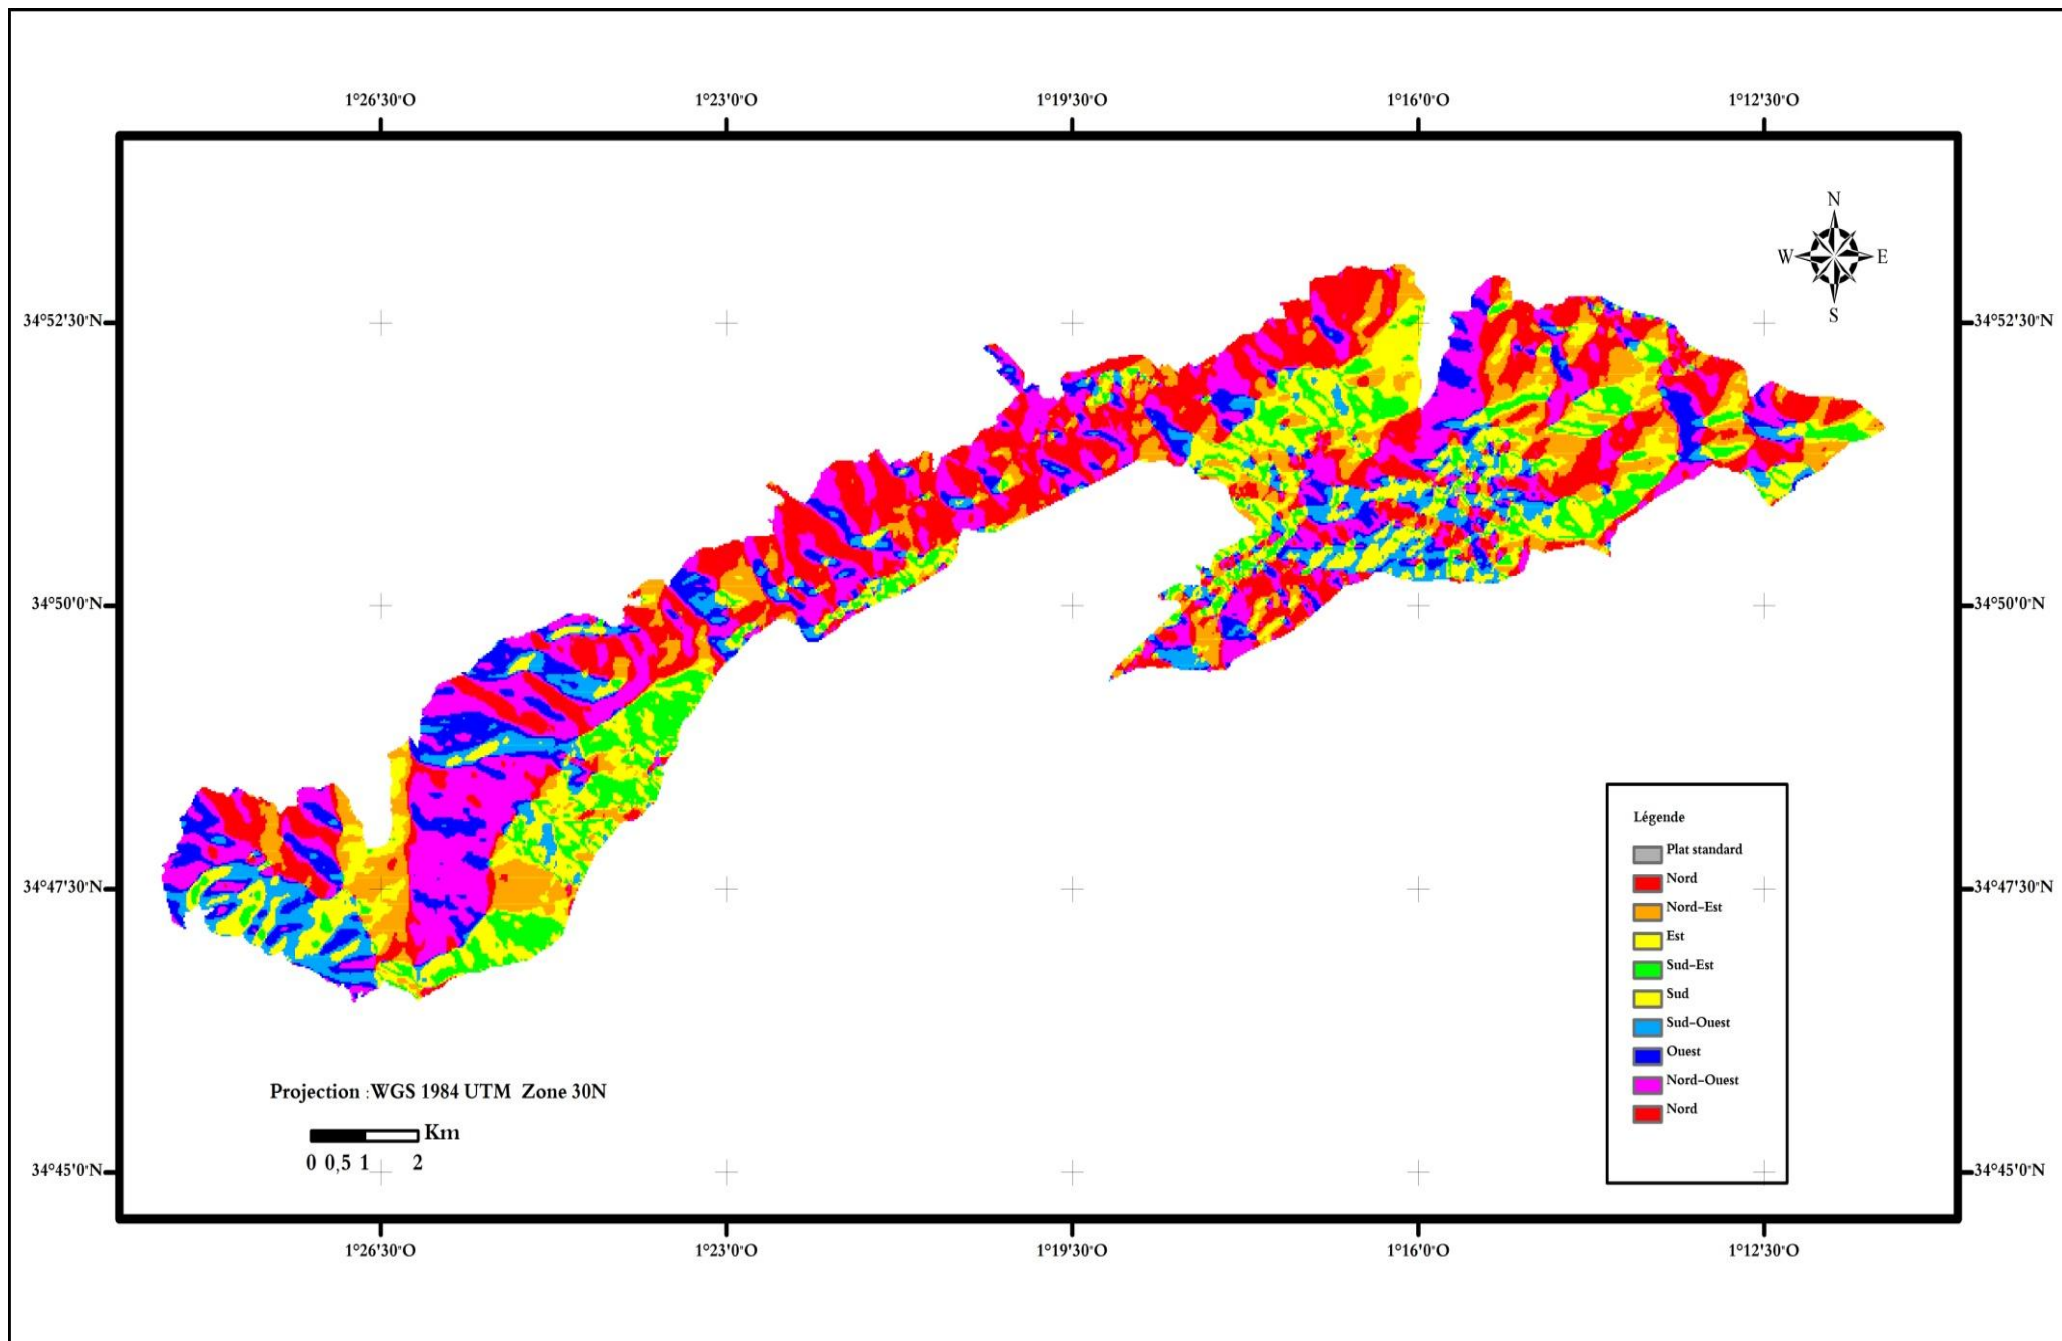 1°26'30"O 1°23'0"O 1°19'30"O 1°16'0"O 1°12'30"O
N
W E
S
34°52'30"N 34°52'30"N
34°50'0"N 34°50'0"N
34°47'30"N 34°47'30"N
34°45'0"N 34°45'0"N
Légende
Plat standard
Nord
Nord-Est
Est
Sud-Est
Sud
Sud-Ouest
Ouest
Nord-Ouest
Nord
Projection : WGS 1984 UTM Zone 30N
Km
0 0,5 1 2
1°26'30"O 1°23'0"O 1°19'30"O 1°16'0"O 1°12'30"O